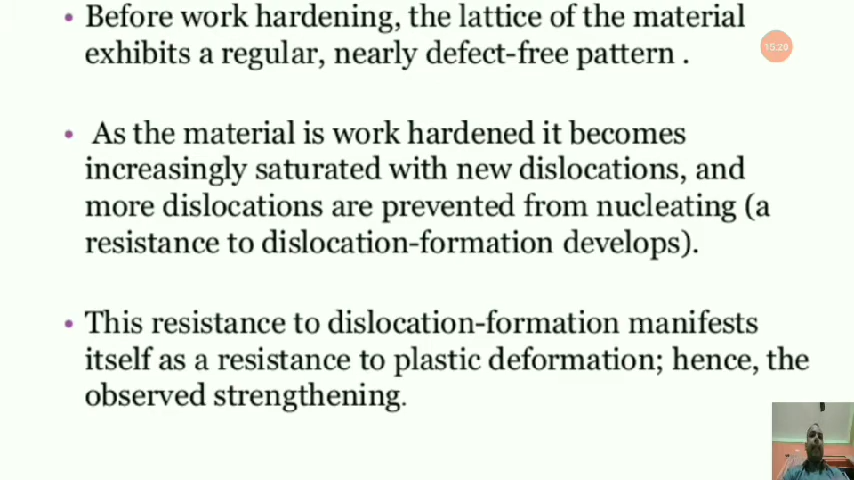 Before work hardening, the lattice of the material
exhibits a regular, nearly defect-free pattern .
15:20
As the material is work hardened it becomes
increasingly saturated with new dislocations, and
more dislocations are prevented from nucleating (a
resistance to dislocation-formation develops).
This resistance to dislocation-formation manifests
itself as a resistance to plastic deformation; hence, the
observed strengthening.